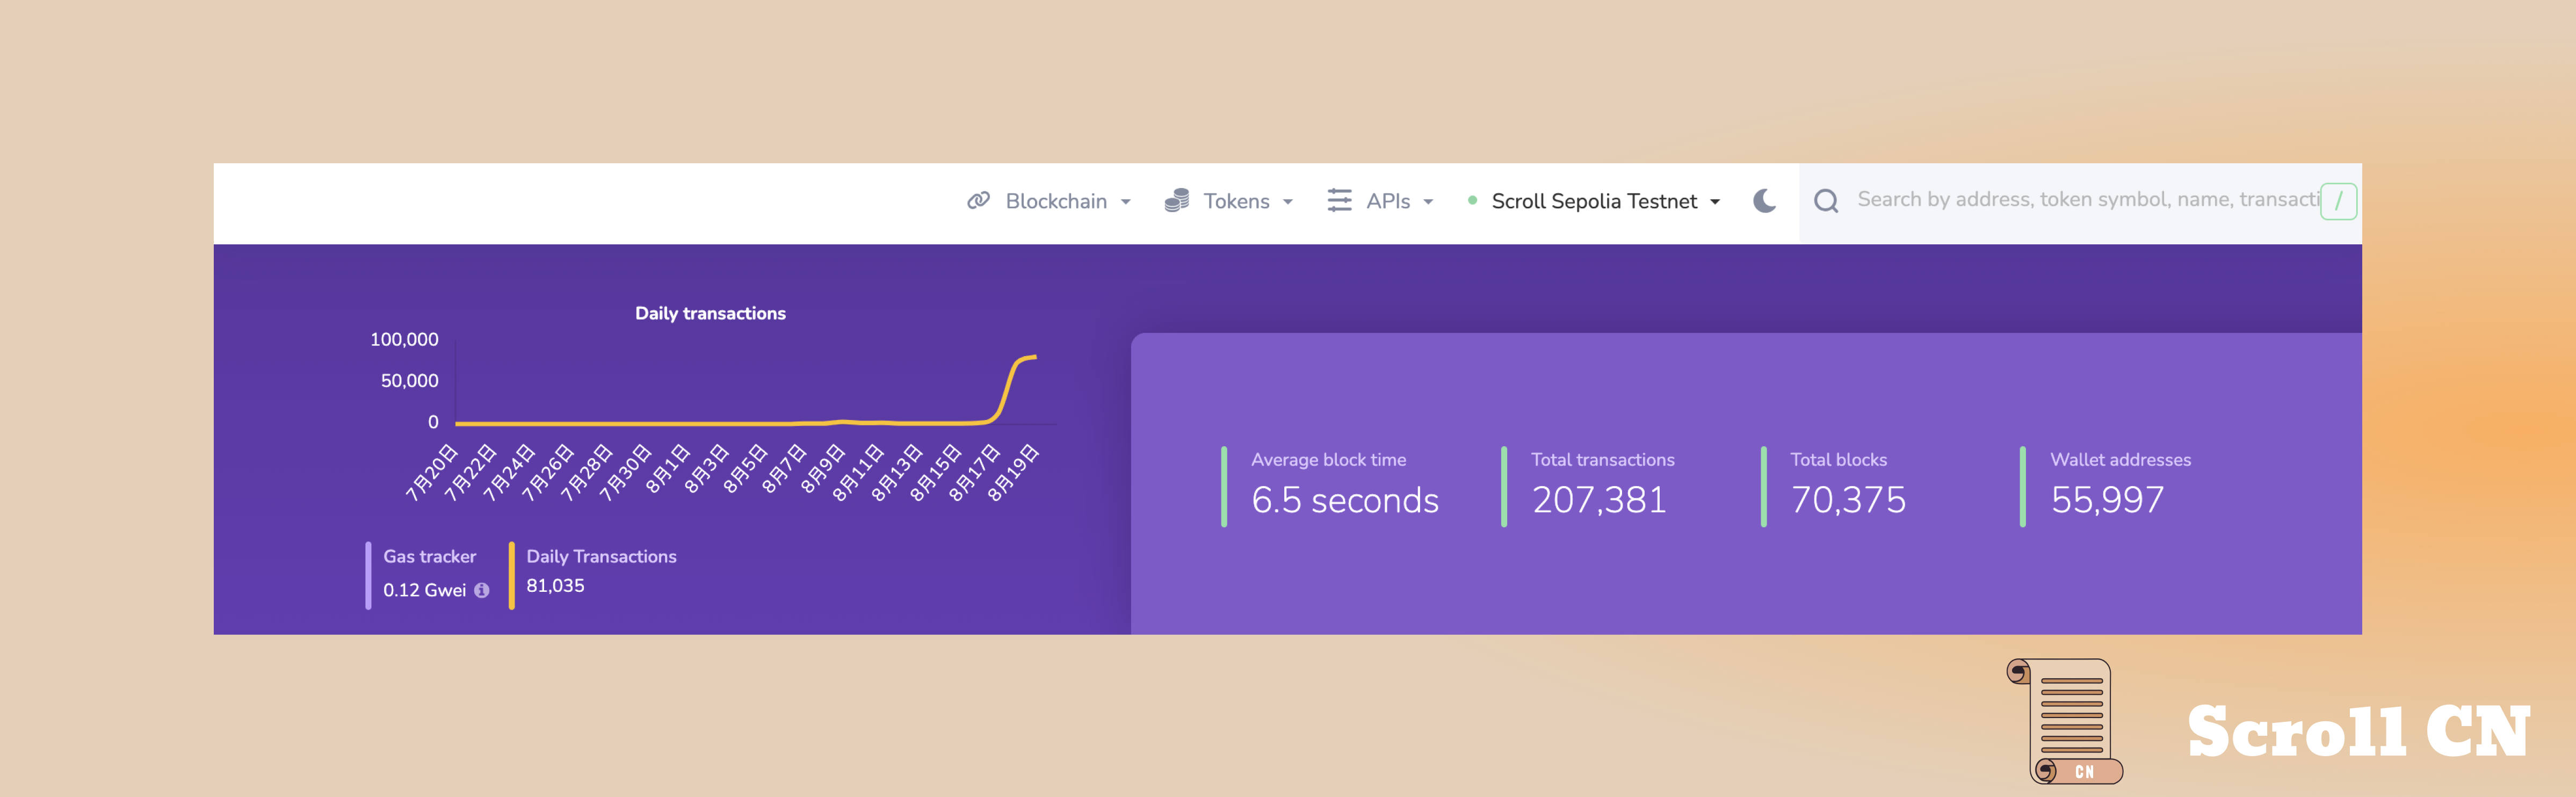 Blockchain Tokens APIs Scroll Sepolia Testnet Search by address, token symbol, name, transacti /
Daily transactions
100,000
50,000
0
7月20日 7月22日 7月24日 7月26日 7月28日 7月30日 8月1日 8月3日 8月5日 8月7日 8月9日 8月11日 8月13日 8月15日 8月17日 8月19日
Gas tracker
0.12 Gwei
Daily Transactions
81,035
Average block time
6.5 seconds
Total transactions
207,381
Total blocks
70,375
Wallet addresses
55,997
CN
Scroll CN